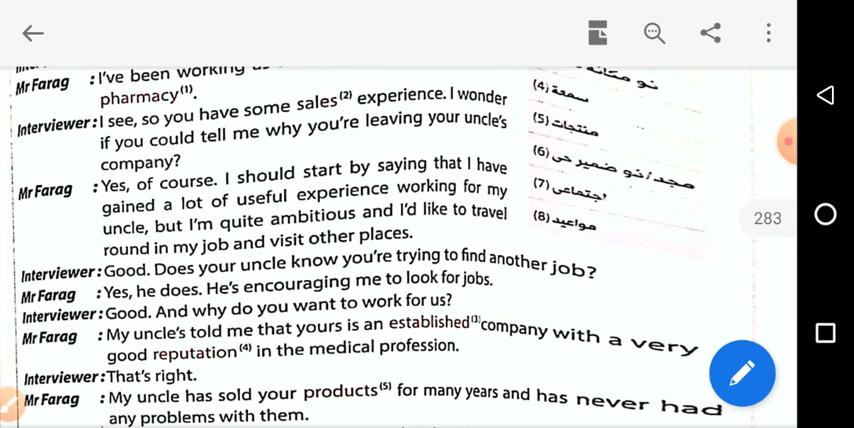 Mr Farag : I've been working as
pharmacy(1).
Interviewer : I see, so you have some sales(2) experience. I wonder
if you could tell me why you're leaving your uncle's
company?
Mr Farag : Yes, of course. I should start by saying that I have
gained a lot of useful experience working for my
uncle, but I'm quite ambitious and I'd like to travel
round in my job and visit other places.
Interviewer : Good. Does your uncle know you're trying to find another job?
Mr Farag : Yes, he does. He's encouraging me to look for jobs.
Interviewer : Good. And why do you want to work for us?
Mr Farag : My uncle's told me that yours is an established(3) company with a very
good reputation(4) in the medical profession.
Interviewer : That's right.
Mr Farag : My uncle has sold your products(5) for many years and has never had
any problems with them.
ذو مكانة
(4) سمعة
(5) منتجات
(6) مجد / ذو ضمير حى
(7) اجتماعى
(8) مواعيد
283